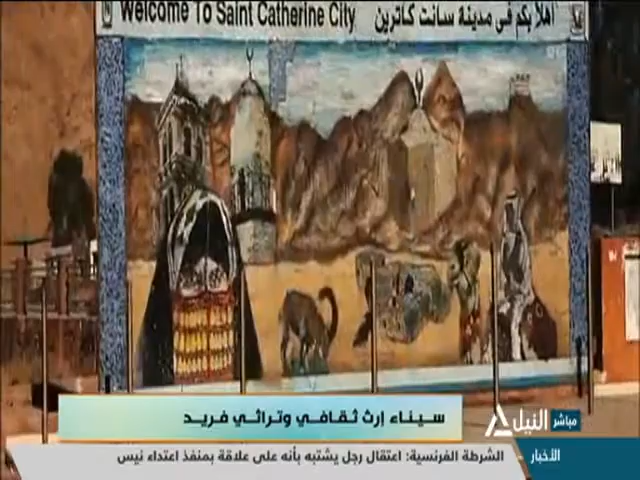 Welcome To Saint Catherine City
اهلا بكم فى مدينة سانت كاترين
سيناء إرث ثقافي وتراثي فريد
النيل
مباشر
الأخبار
الشرطة الفرنسية: اعتقال رجل يشتبه بأنه على علاقة بمنفذ اعتداء نيس